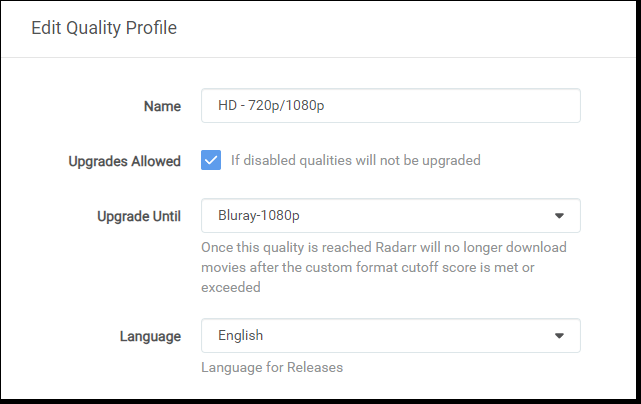 Edit Quality Profile
Name
HD - 720p/1080p
Upgrades Allowed
If disabled qualities will not be upgraded
Upgrade Until
Bluray-1080p
Once this quality is reached Radarr will no longer download
movies after the custom format cutoff score is met or
exceeded
Language
English
Language for Releases